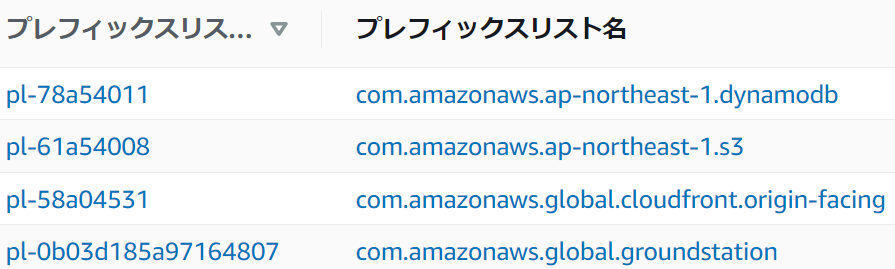 プレフィックスリス... プレフィックスリスト名
pl-78a54011 com.amazonaws.ap-northeast-1.dynamodb
pl-61a54008 com.amazonaws.ap-northeast-1.s3
pl-58a04531 com.amazonaws.global.cloudfront.origin-facing
pl-0b03d185a97164807 com.amazonaws.global.groundstation